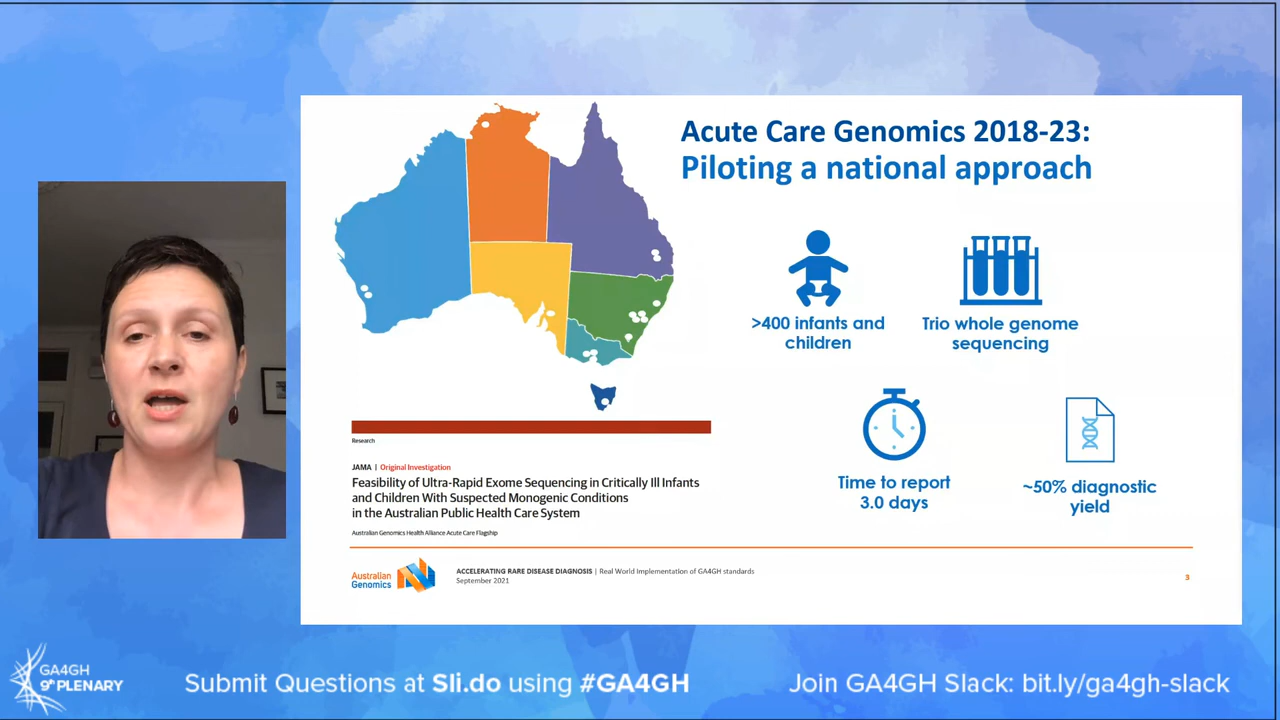 Acute Care Genomics 2018-23:
Piloting a national approach
>400 infants and
children
Trio whole genome
sequencing
Time to report
3.0 days
~50% diagnostic
yield
Research
JAMA | Original Investigation
Feasibility of Ultra-Rapid Exome Sequencing in Critically Ill Infants
and Children With Suspected Monogenic Conditions
in the Australian Public Health Care System
Australian Genomics Health Alliance Acute Care Flagship
Australian
Genomics
ACCELERATING RARE DISEASE DIAGNOSIS | Real World Implementation of GA4GH standards
September 2021
3
GA4GH
9th PLENARY
Submit Questions at Sli.do using #GA4GH
Join GA4GH Slack: bit.ly/ga4gh-slack